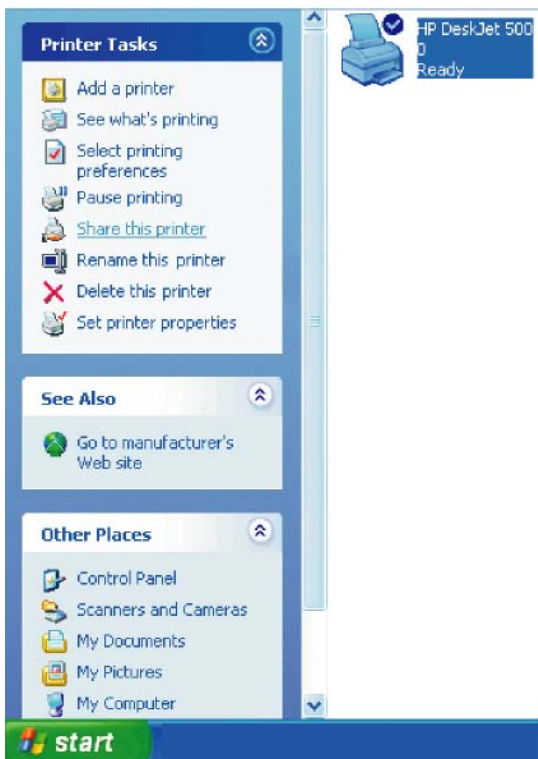 Printer Tasks
Add a printer
See what's printing
Select printing
preferences
Pause printing
Share this printer
Rename this printer
Delete this printer
Set printer properties
See Also
Go to manufacturer's
Web site
Other Places
Control Panel
Scanners and Cameras
My Documents
My Pictures
My Computer
HP DeskJet 500
0
Ready
start